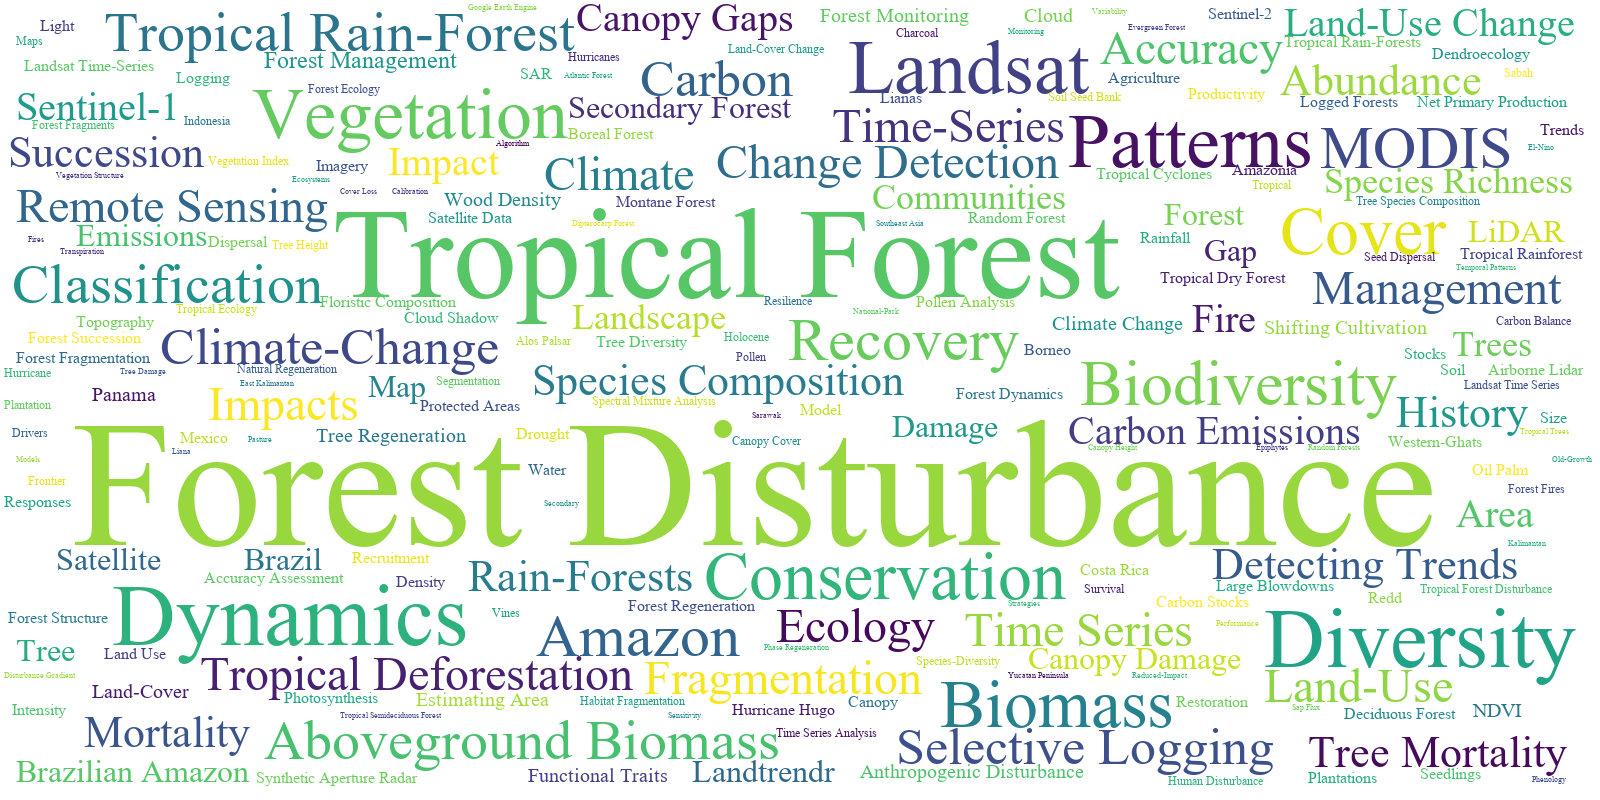 Google Earth Engine
Light
Tropical Rain-Forest
Canopy Gaps
Forest Monitoring
Cloud
Variability
Sentinel-2
Land-Use Change
Maps
Hurricanes
Land-Cover Change
Charcoal
Monitoring
Evergreen Forest
Accuracy
Tropical Rain-Forests
Dendroecology
Landsat Time-Series
Forest Management
Logging
SAR
Atlantic Forest
Carbon
Landsat
Agriculture
Abundance
Sabah
Sentinel-1
Forest Ecology
Vegetation
Secondary Forest
Lianas
Soil Seed Bank
Productivity
Logged Forests
Net Primary Production
Forest Fragments
Indonesia
Boreal Forest
Time-Series
Patterns
MODIS
Trends
El-Nino
Succession
Vegetation Index
Imagery
Impact
Algorithm
Climate
Change Detection
Tropical Cyclones
Amazonia
Species Richness
Vegetation Structure
Ecosystems
Cover Loss
Calibration
Wood Density
Montane Forest
Communities
Tropical
Tree Species Composition
Remote Sensing
Satellite Data
Dipterocarp Forest
Southeast Asia
Random Forest
Forest
Cover
LiDAR
Fires
Emissions
Dispersal
Tree Height
Tropical Forest
Rainfall
Gap
Seed Dispersal
Tropical Rainforest
Transpiration
Temporal Patterns
Classification
Tropical Dry Forest
Management
Floristic Composition
Resilience
Pollen Analysis
Tropical Ecology
Cloud Shadow
Landscape
National-Park
Topography
Climate Change
Fire
Shifting Cultivation
Carbon Balance
Forest Succession
Climate-Change
Alos Palsar
Tree Diversity
Holocene
Recovery
Borneo
Trees
Forest Fragmentation
Pollen
Stocks
Hurricane
Tree Damage
Natural Regeneration
Soil
Airborne Lidar
East Kalimantan
Map
Segmentation
Species Composition
Biodiversity
Landsat Time Series
Panama
Forest Dynamics
Plantation
Impacts
Protected Areas
Spectral Mixture Analysis
Sarawak
Model
History
Size
Drivers
Mexico
Pasture
Tree Regeneration
Drought
Canopy Cover
Damage
Carbon Emissions
Western-Ghats
Tropical Trees
Liana
Canopy Height
Epiphytes
Random Forests
Models
Old-Growth
Frontier
Forest Disturbance
Water
Oil Palm
Forest Fires
Responses
Secondary
Area
Kalimantan
Satellite
Brazil
Recruitment
Accuracy Assessment
Density
Rain-Forests
Conservation
Costa Rica
Detecting Trends
Survival
Large Blowdowns
Tropical Forest Disturbance
Forest Structure
Dynamics
Vines
Forest Regeneration
Strategies
Carbon Stocks
Redd
Amazon
Ecology
Time Series
Performance
Diversity
Tree
Land Use
Phase Regeneration
Species-Diversity
Canopy Damage
Disturbance Gradient
Tropical Deforestation
Fragmentation
Yucatan Peninsula
Reduced-Impact
Land-Cover
Land-Use
Photosynthesis
Estimating Area
Habitat Fragmentation
Canopy
Biomass
Restoration
Intensity
Tropical Semideciduous Forest
Sensitivity
Hurricane Hugo
Sap Flux
Deciduous Forest
NDVI
Mortality
Aboveground Biomass
Time Series Analysis
Selective Logging
Tree Mortality
Brazilian Amazon
Synthetic Aperture Radar
Functional Traits
Landtrendr
Anthropogenic Disturbance
Human Disturbance
Plantations
Seedlings
Phenology